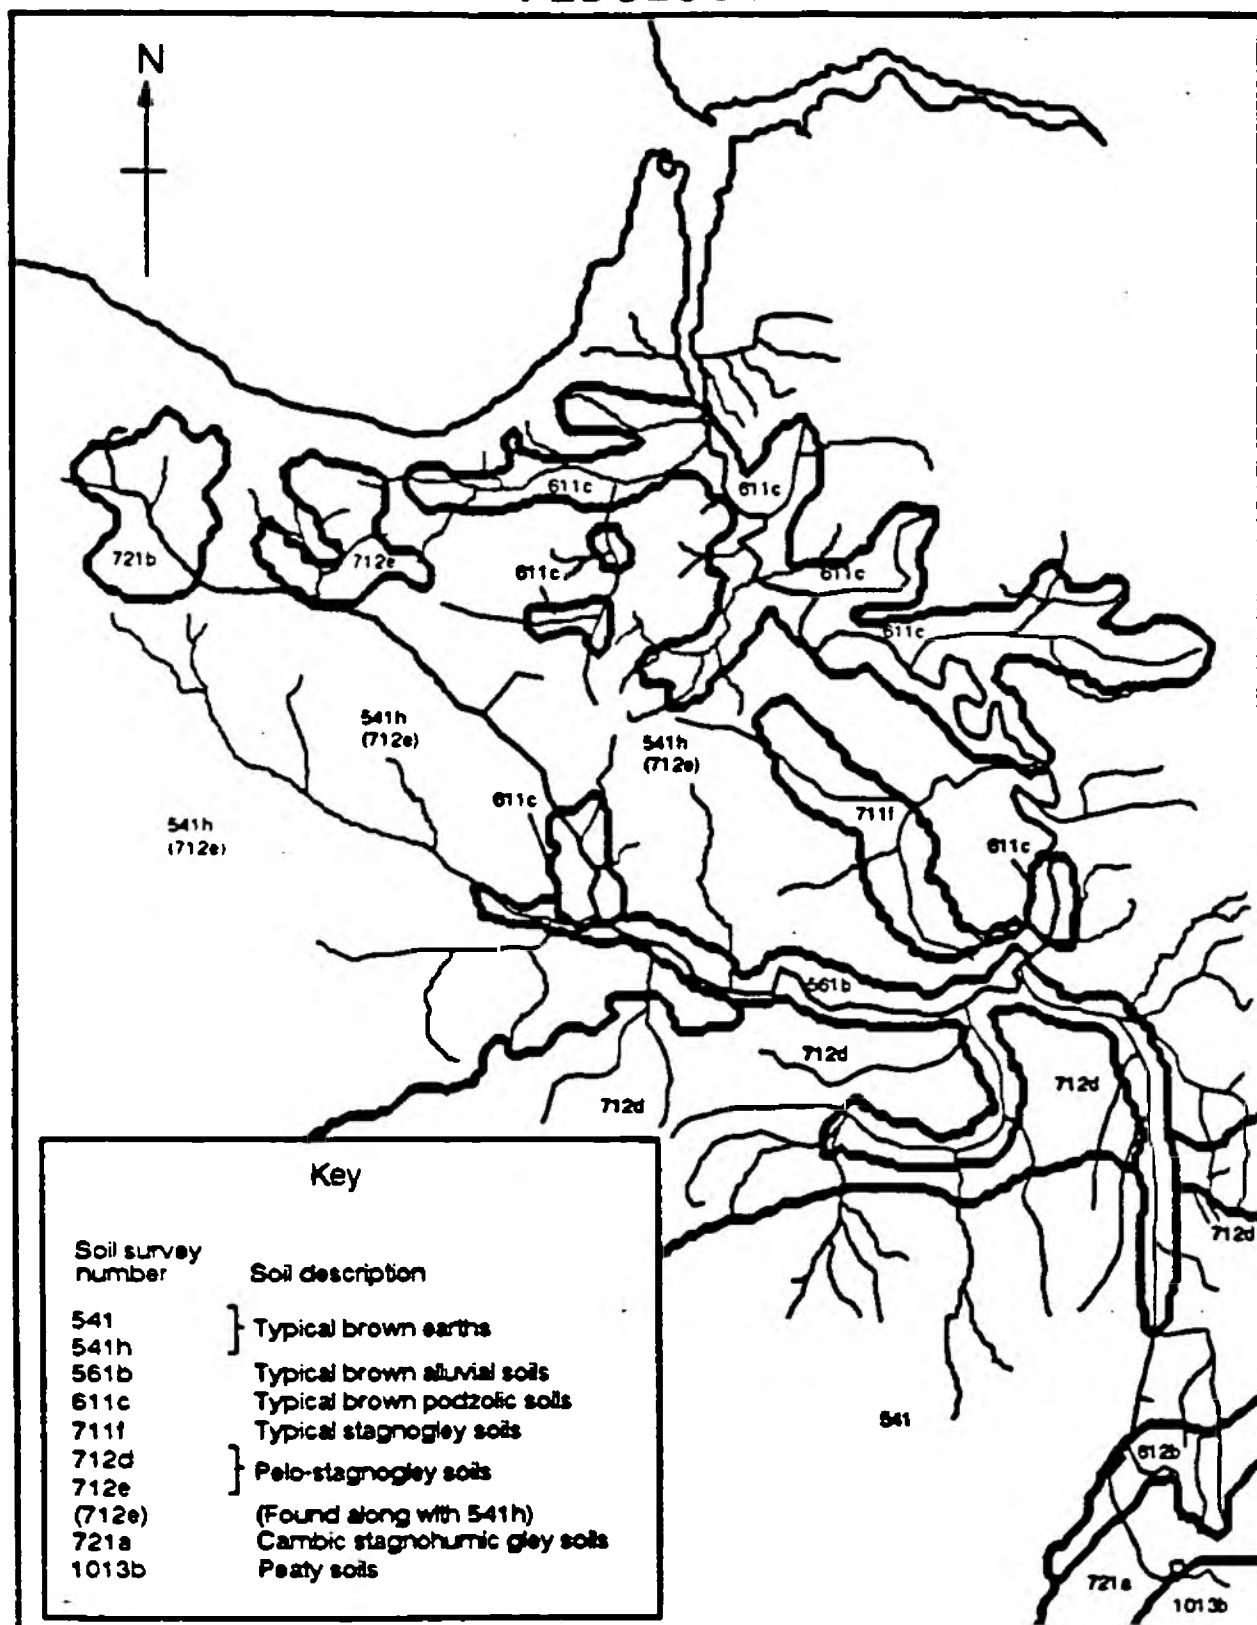 N
611c
611c
721b
712e
611c
611c
611c
541h
(712e)
541h
(712e)
611c
711f
541h
(712e)
611c
561b
712d
712d
712d
712d
541
612b
721a
1013b
Key
Soil survey
number
Soil description
541
541h
} Typical brown earths
561b Typical brown alluvial soils
611c Typical brown podzolic soils
711f Typical stagnogley soils
712d
712e
} Pelo-stagnogley soils
(712e) (Found along with 541h)
721a Cambic stagnohumic gley soils
1013b Peaty soils